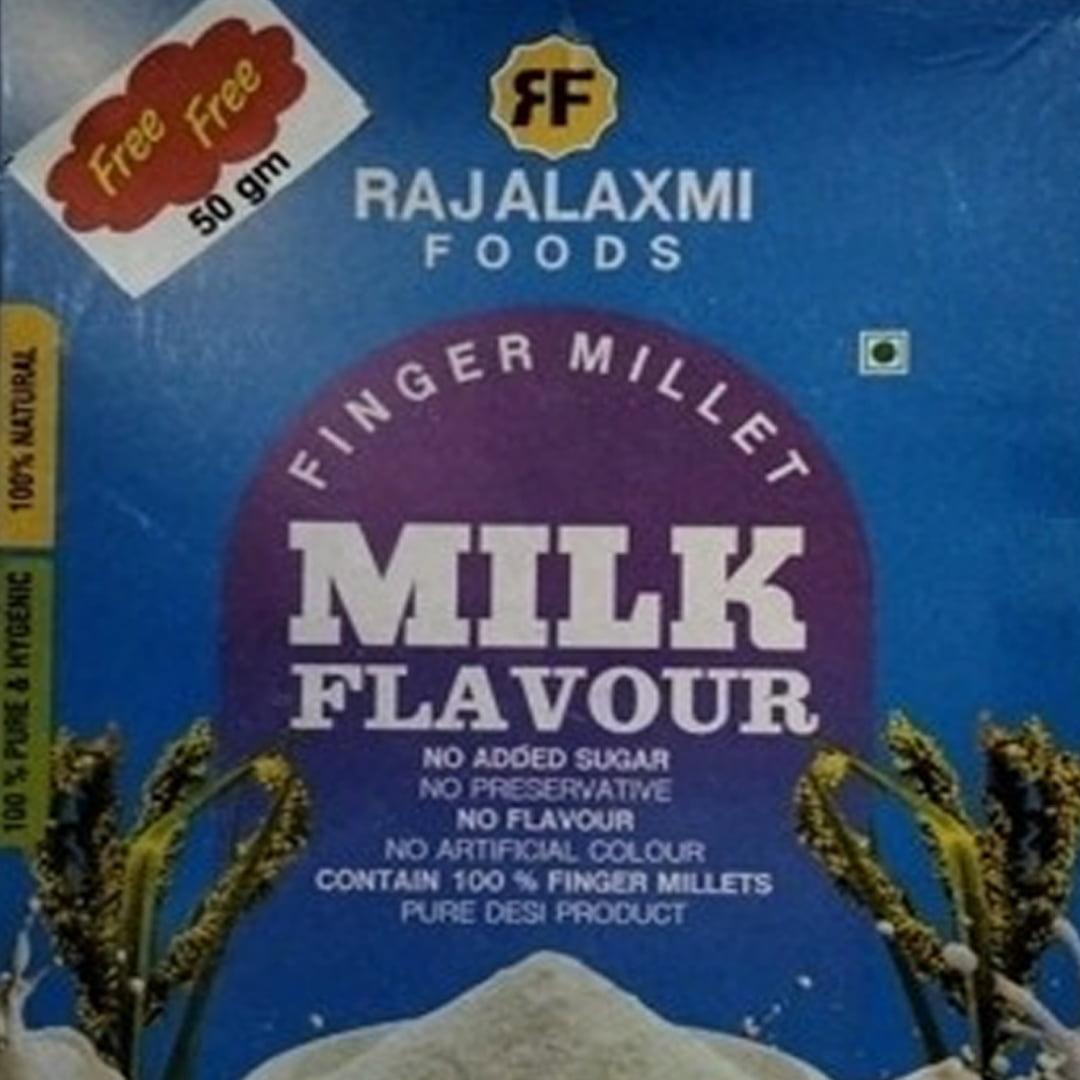 Free Free
50 gm
RF
RAJALAXMI
FOODS
100% NATURAL
100 % PURE & HYGENIC
FINGER MILLET
MILK
FLAVOUR
NO ADDED SUGAR
NO PRESERVATIVE
NO FLAVOUR
NO ARTIFICIAL COLOUR
CONTAIN 100 % FINGER MILLETS
PURE DESI PRODUCT